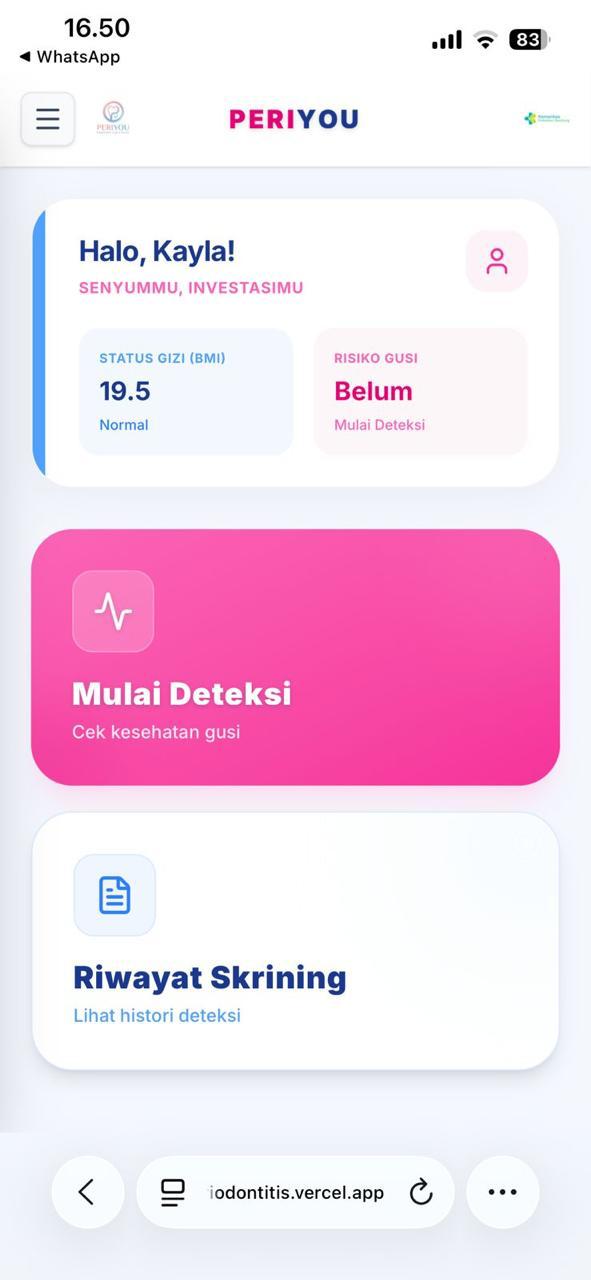 16.50
83
◀ WhatsApp
PERIYOU
PERIYOU
Halo, Kayla!
SENYUMMU, INVESTASIMU
STATUS GIZI (BMI)
19.5
Normal
RISIKO GUSI
Belum
Mulai Deteksi
Mulai Deteksi
Cek kesehatan gusi
Riwayat Skrining
Lihat histori deteksi
iodontitis.vercel.app